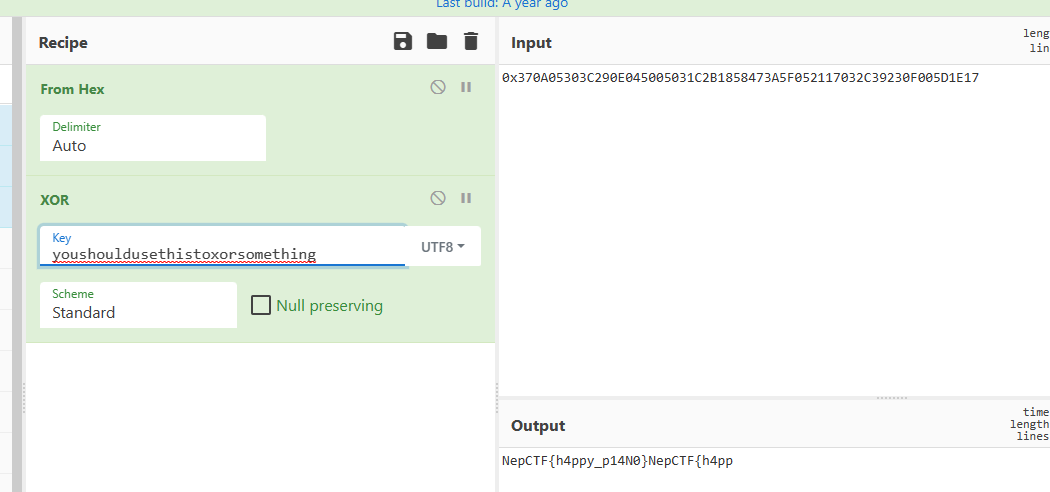 Last build: A year ago
Recipe
From Hex
Delimiter
Auto
XOR
Key
youshouldusethistoxorsomething
UTF8
Scheme
Standard
Null preserving
Input
leng
lin
0x370A05303C290E045005031C2B1858473A5F052117032C39230F005D1E17
Output
time
length
lines
NepCTF{h4ppy_p14N0}NepCTF{h4pp